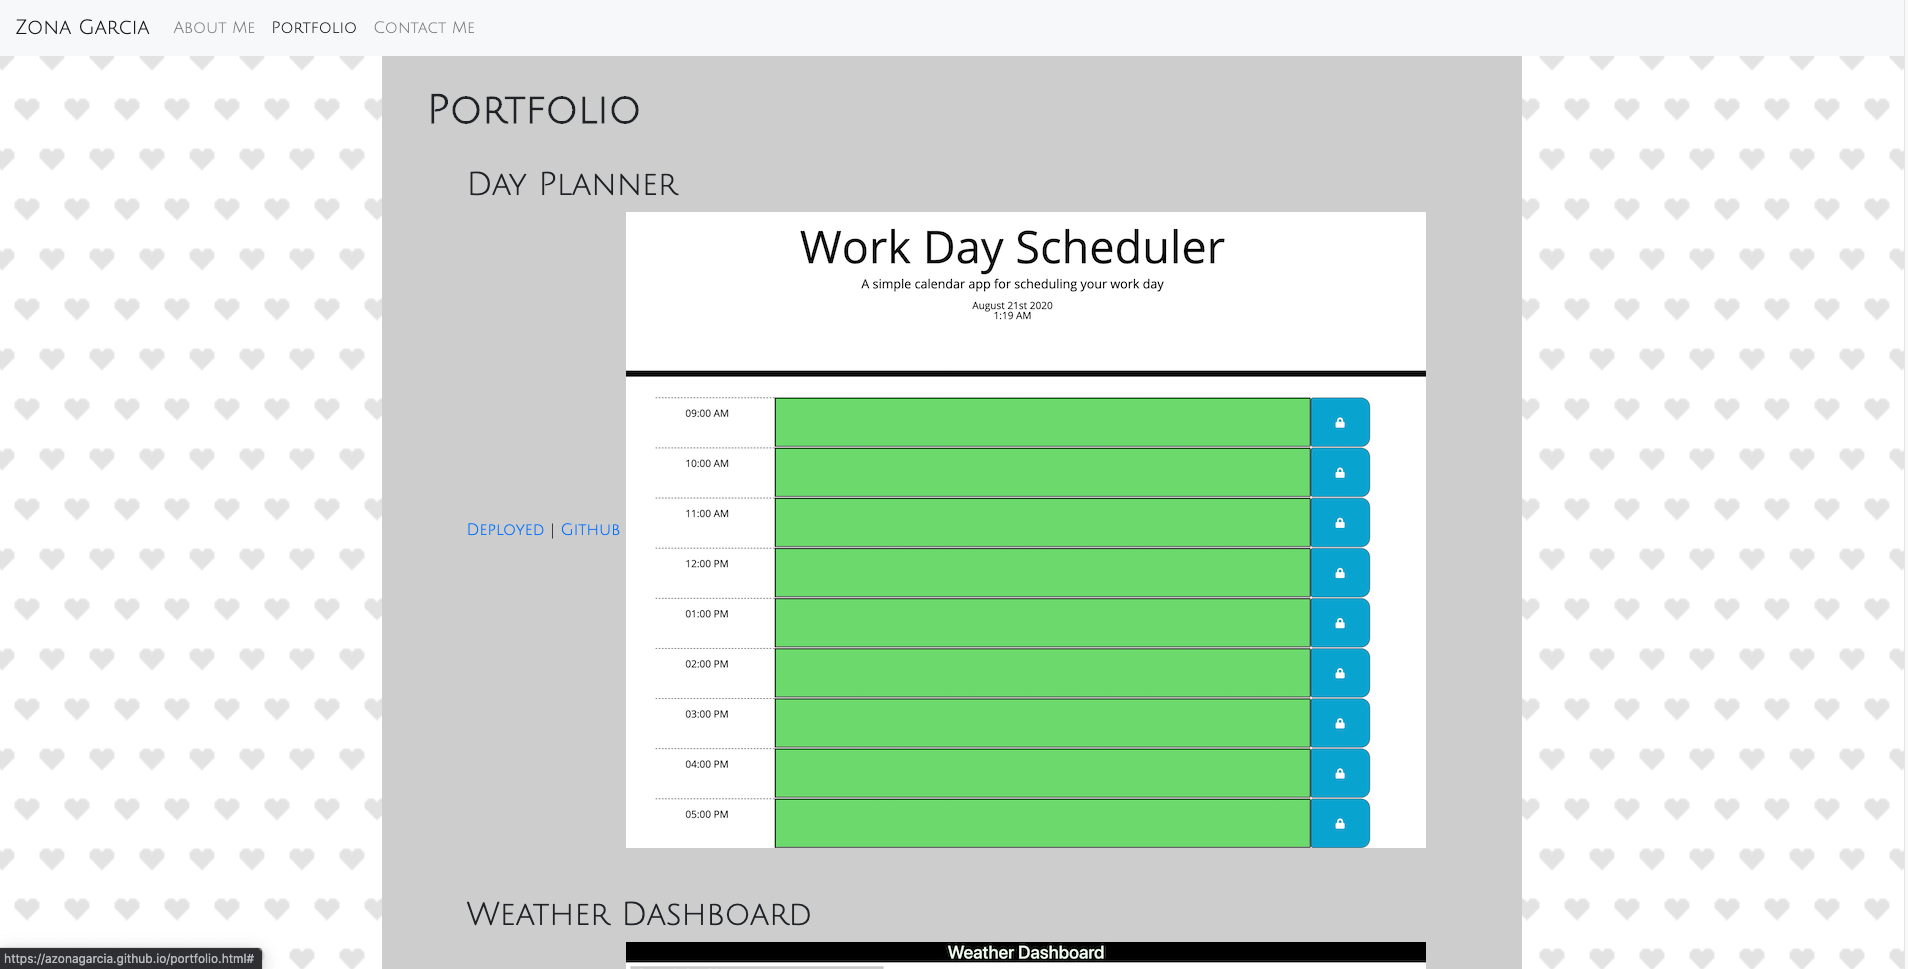 Zona Garcia About Me Portfolio Contact Me
Portfolio
Day Planner
Work Day Scheduler
A simple calendar app for scheduling your work day
August 21st 2020
1:19 AM
09:00 AM
10:00 AM
11:00 AM
Deployed | Github
12:00 PM
01:00 PM
02:00 PM
03:00 PM
04:00 PM
05:00 PM
Weather Dashboard
Weather Dashboard
https://azonagarcia.github.io/portfolio.html#